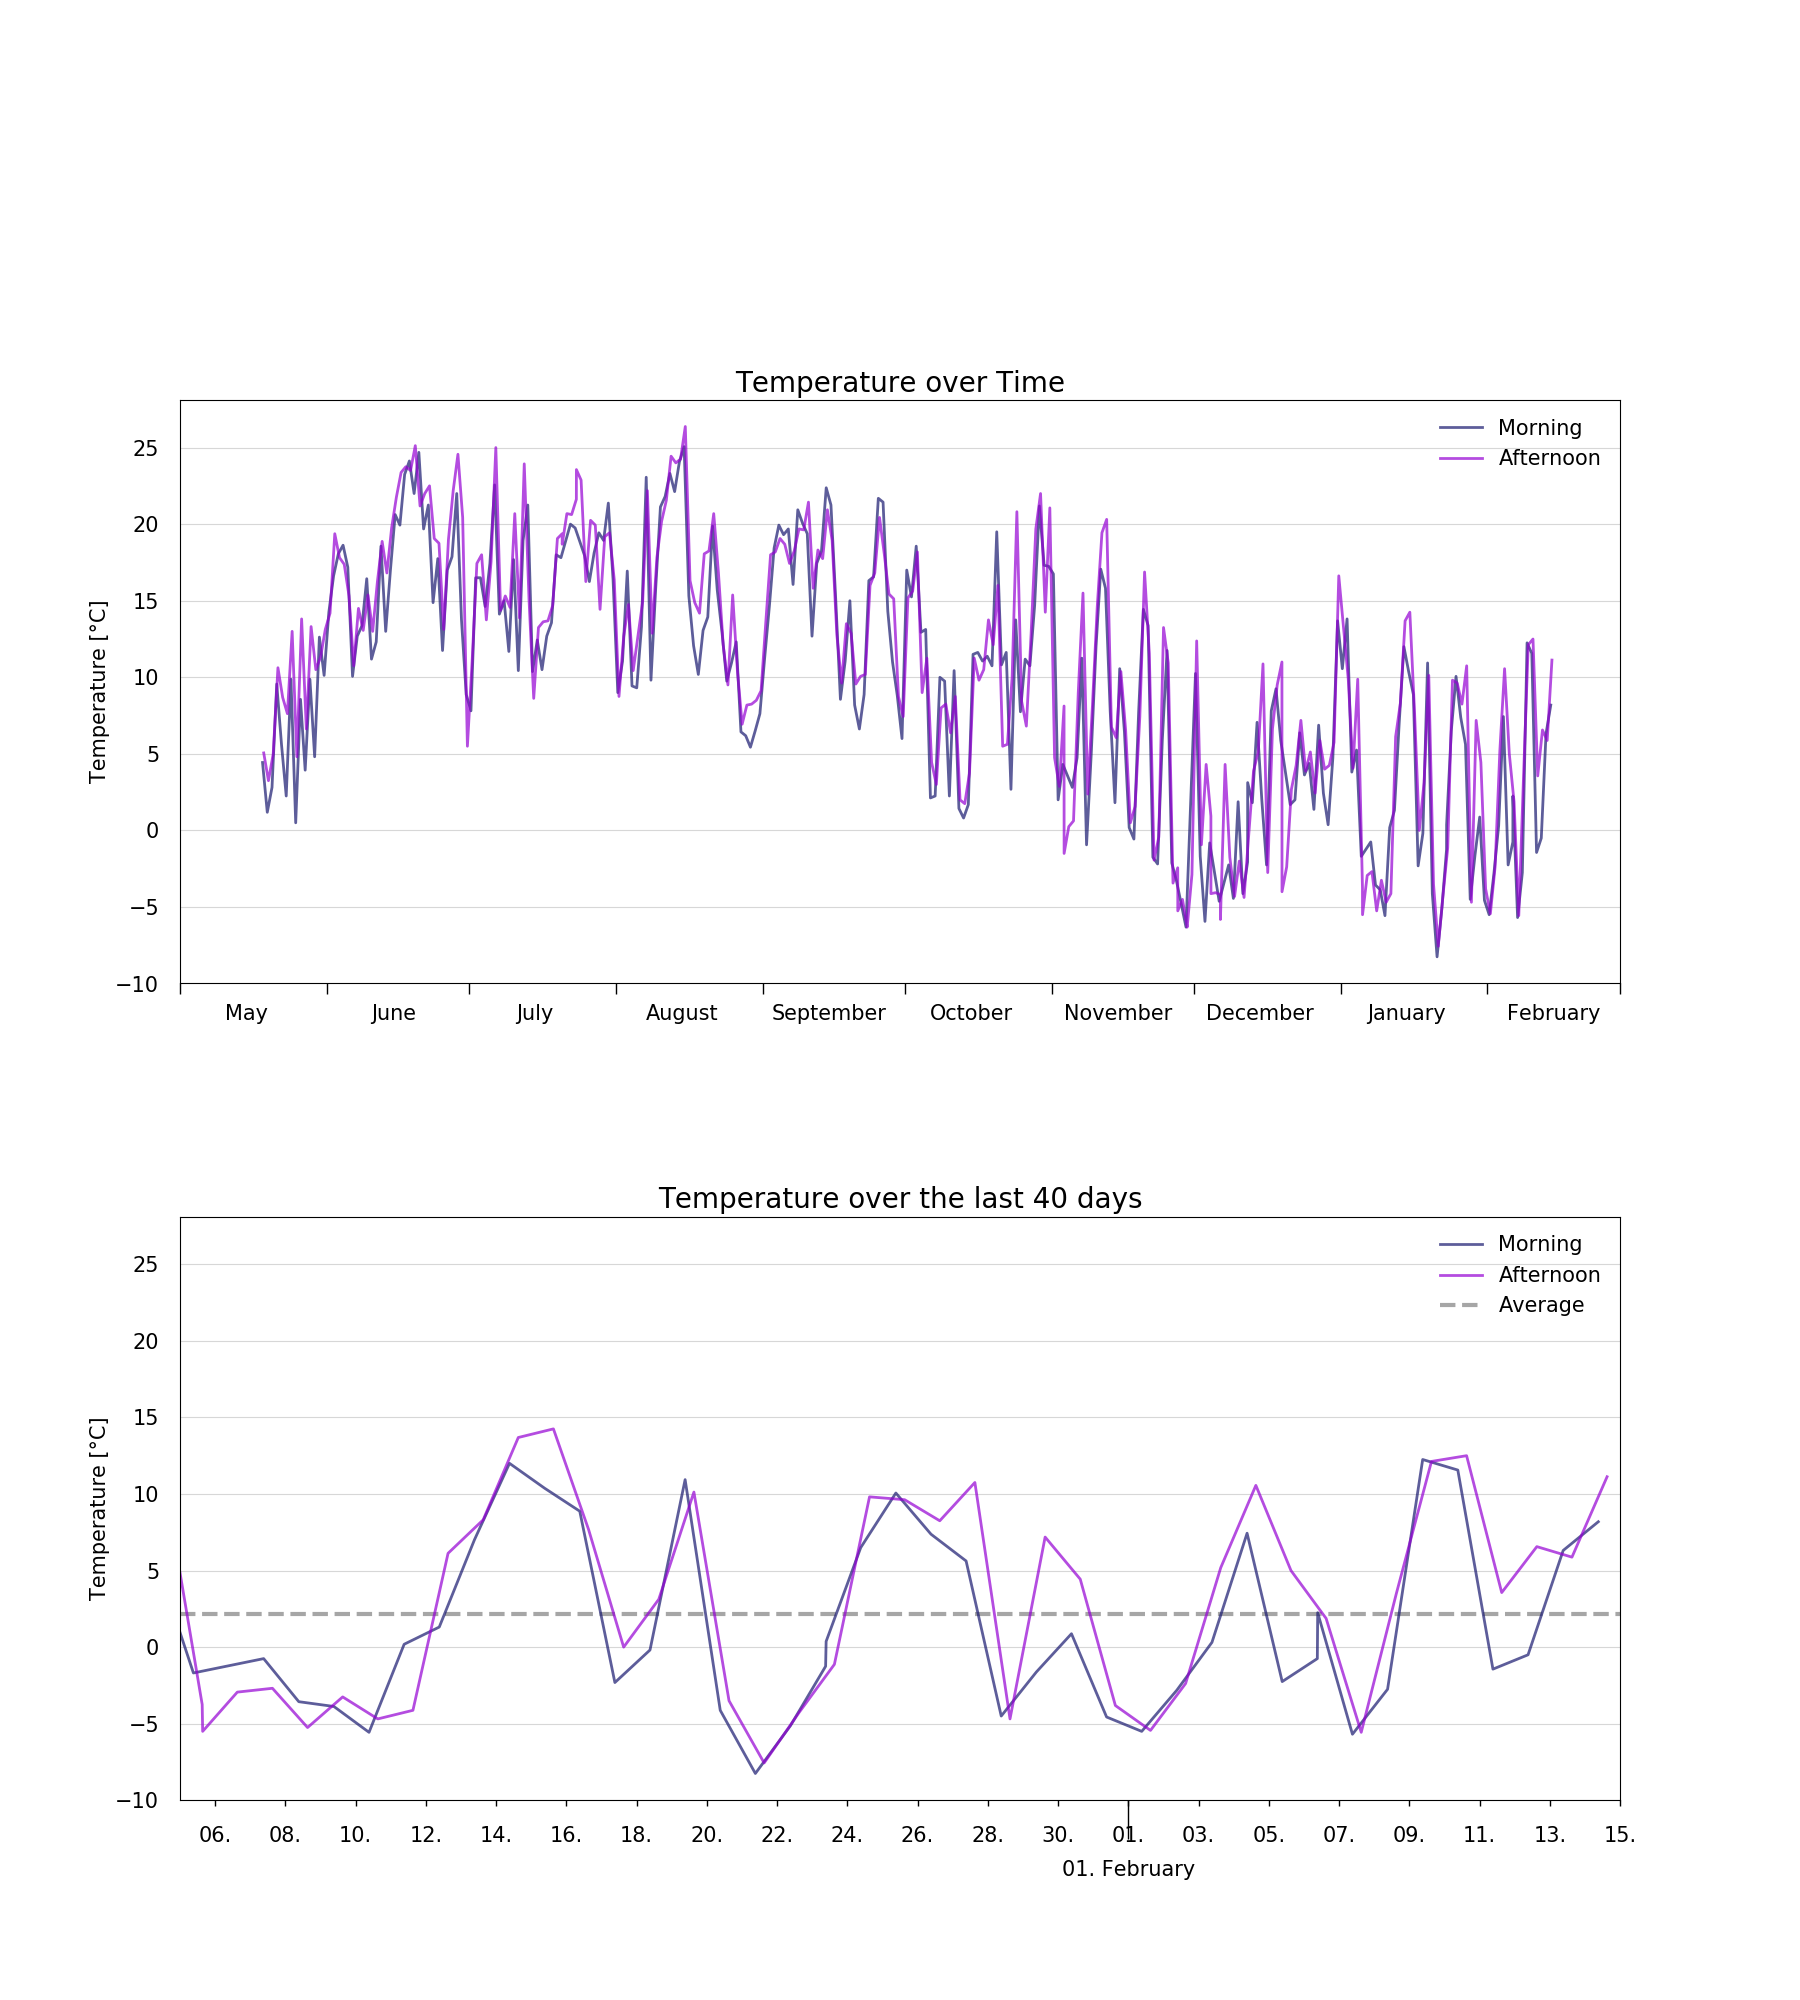 Temperature over Time
Morning
Afternoon
Temperature [°C]
25
20
15
10
5
0
−5
−10
May June July August September October November December January February
Temperature over the last 40 days
Morning
Afternoon
Average
Temperature [°C]
25
20
15
10
5
0
−5
−10
06. 08. 10. 12. 14. 16. 18. 20. 22. 24. 26. 28. 30. 01. 03. 05. 07. 09. 11. 13. 15.
01. February